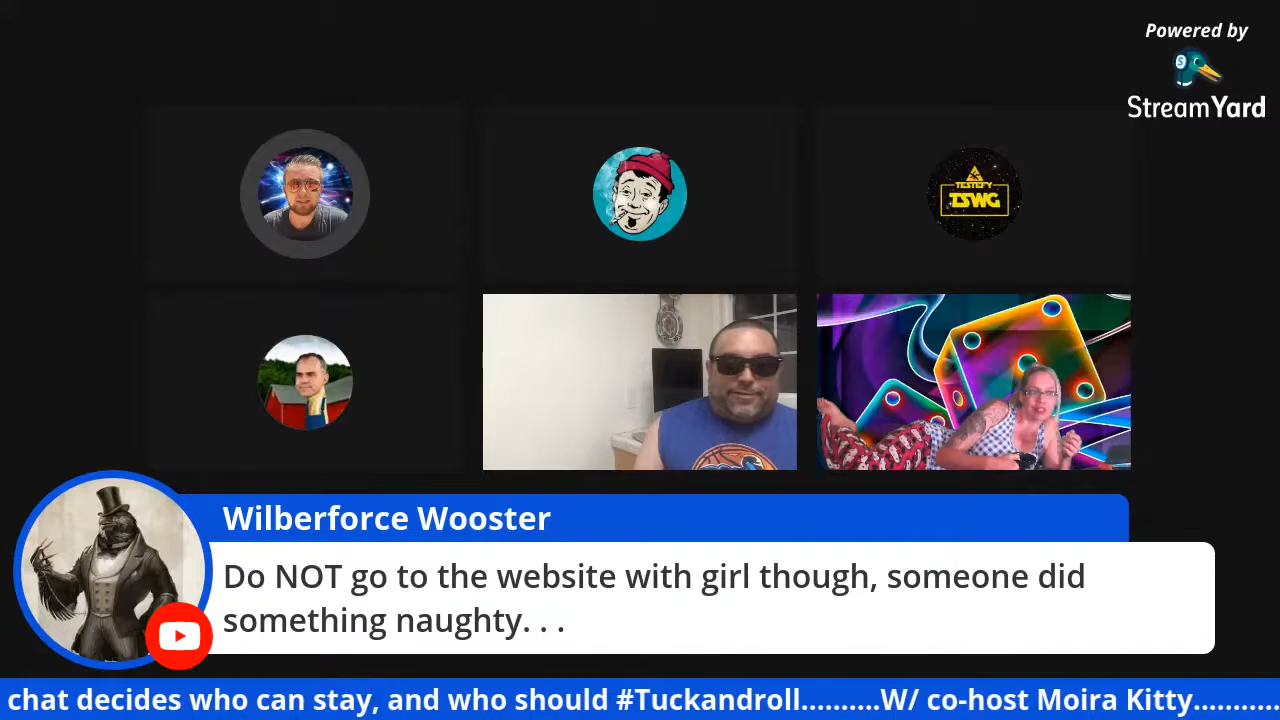 Powered by
StreamYard
TESTEFY
TSWG
Wilberforce Wooster
Do NOT go to the website with girl though, someone did
something naughty. . .
chat decides who can stay, and who should #Tuckandroll..........W/ co-host Moira Kitty...........